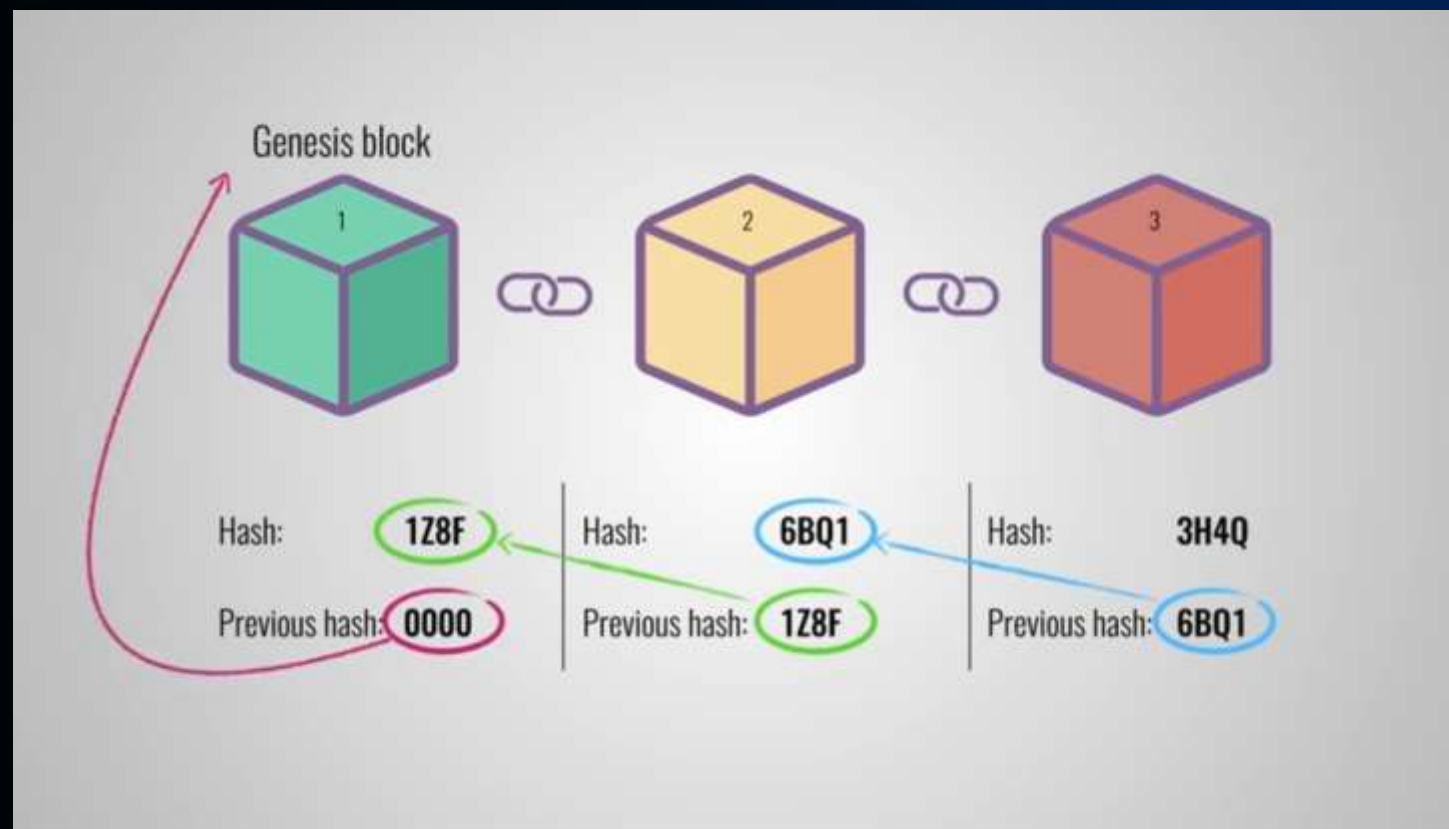 Genesis block
1
2
3
Hash: 1Z8F
Previous hash: 0000
Hash: 6BQ1
Previous hash: 1Z8F
Hash: 3H4Q
Previous hash: 6BQ1